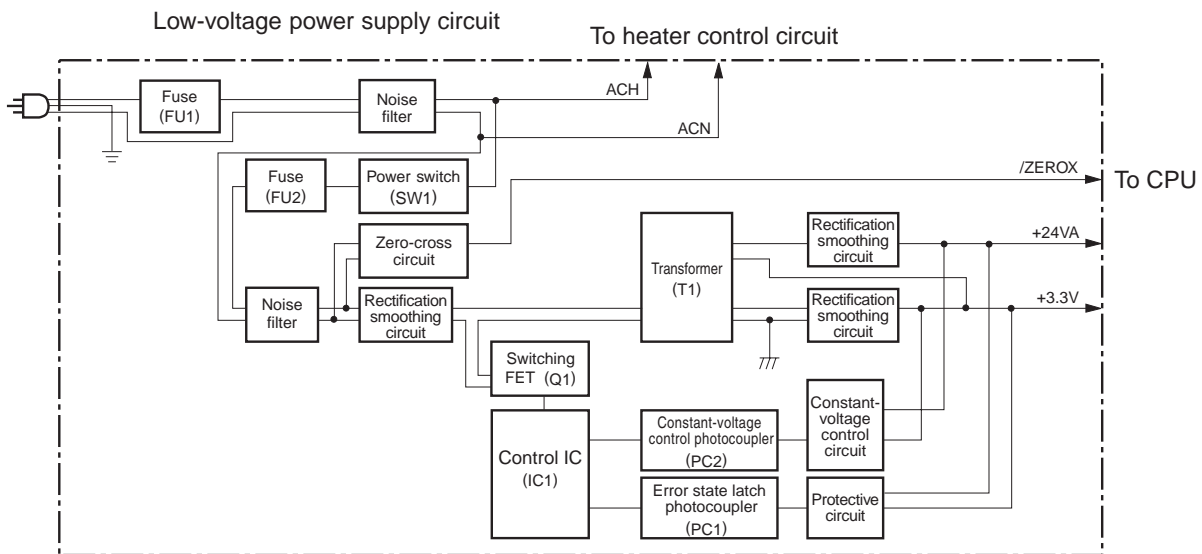 Low-voltage power supply circuit
To heater control circuit
Fuse
(FU1)
Noise
filter
ACH
ACN
Fuse
(FU2)
Power switch
(SW1)
/ZEROX
To CPU
Zero-cross
circuit
Transformer
(T1)
Rectification
smoothing
circuit
+24VA
Noise
filter
Rectification
smoothing
circuit
Rectification
smoothing
circuit
+3.3V
Switching
FET (Q1)
Control IC
(IC1)
Constant-voltage
control photocoupler
(PC2)
Constant-
voltage
control
circuit
Error state latch
photocoupler
(PC1)
Protective
circuit